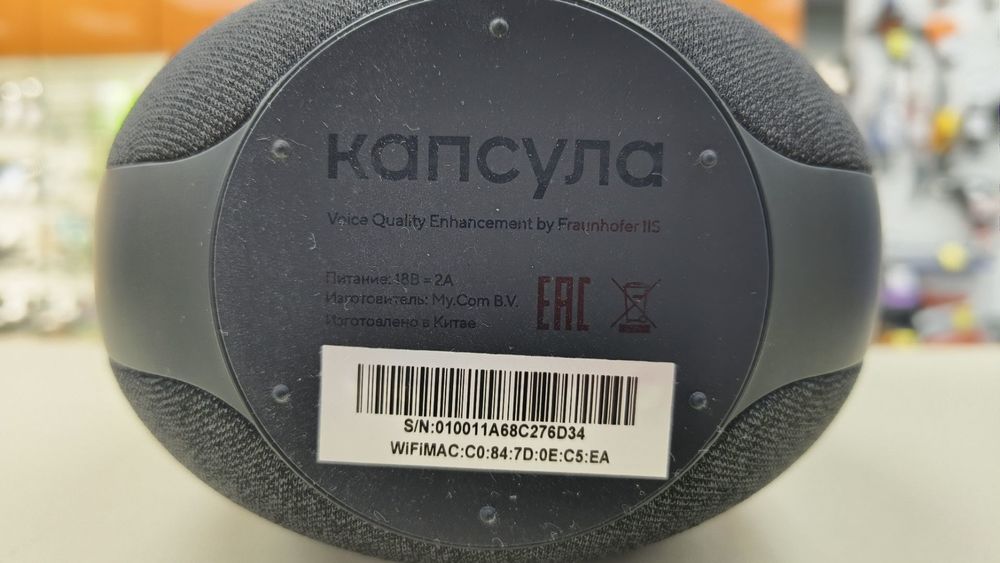 капсула
Voice Quality Enhancement by Fraunhofer IIS
Питание: 18В = 2А
Изготовитель: My.Com B.V.
Изготовлено в Китае
EAC
S/N:010011A68C276D34
WiFiMAC:C0:84:7D:0E:C5:EA